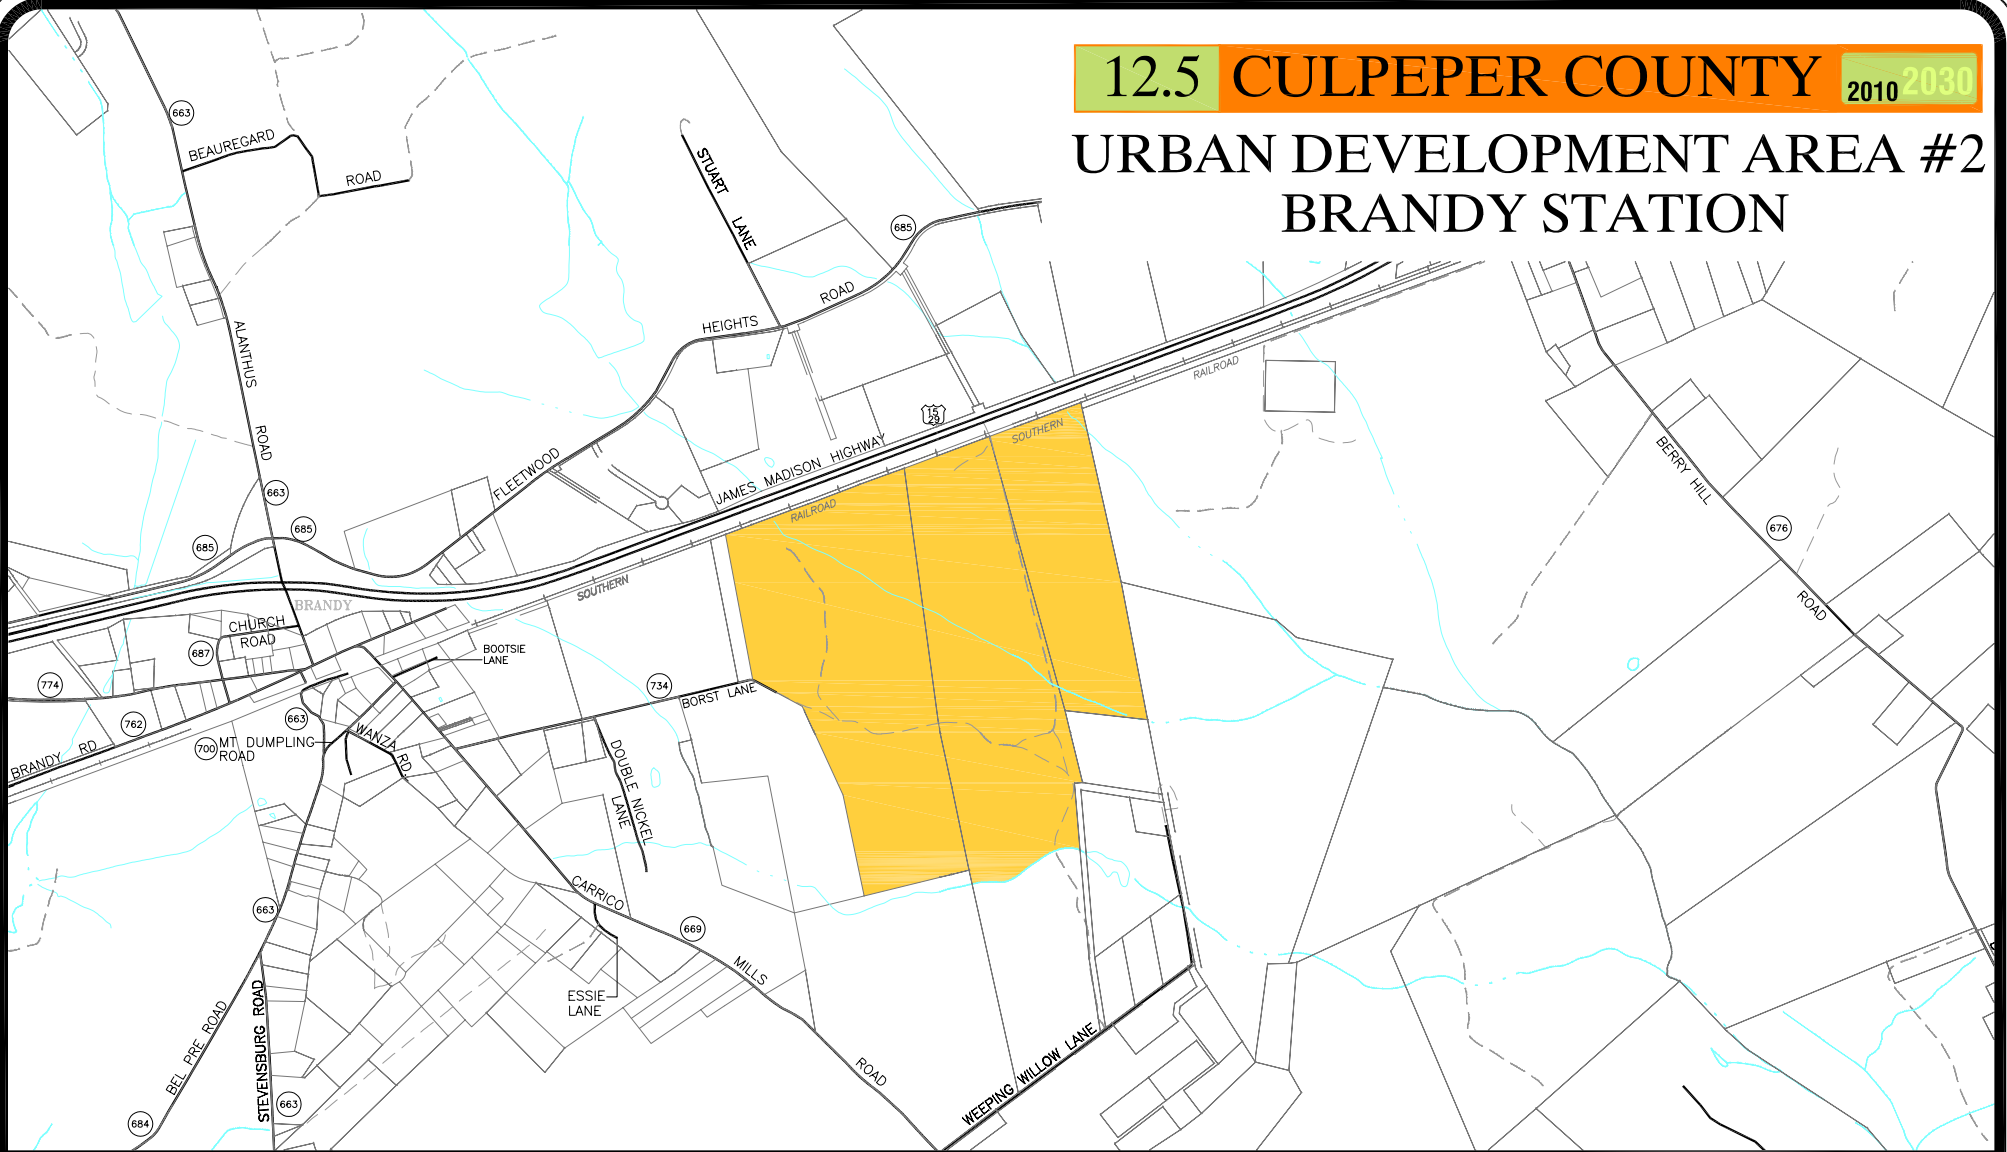 12.5 CULPEPER COUNTY 2010 2030
URBAN DEVELOPMENT AREA #2
BRANDY STATION
663
BEAUREGARD
ROAD
STUART
LANE
685
ROAD
HEIGHTS
ALANTHUS
ROAD
RAILROAD
15
29
SOUTHERN
JAMES MADISON HIGHWAY
FLEETWOOD
BERRY HILL
ROAD
676
663
685
685
RAILROAD
SOUTHERN
BRANDY
CHURCH
ROAD
687
BOOTSIE
LANE
774
734
BORST LANE
762
663
BRANDY RD
700 MT DUMPLING
ROAD
WANZA
RD.
DOUBLE NICKEL
LANE
663
CARRICO
669
MILLS
ROAD
ESSIE
LANE
BEL PRE ROAD
STEVENSBURG ROAD
663
684
WEEPING WILLOW LANE